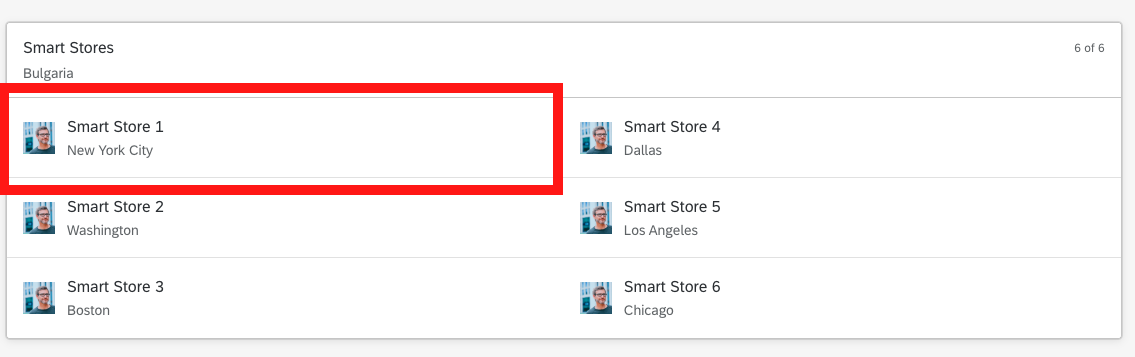 Smart Stores
6 of 6
Bulgaria
Smart Store 1
New York City
Smart Store 4
Dallas
Smart Store 2
Washington
Smart Store 5
Los Angeles
Smart Store 3
Boston
Smart Store 6
Chicago